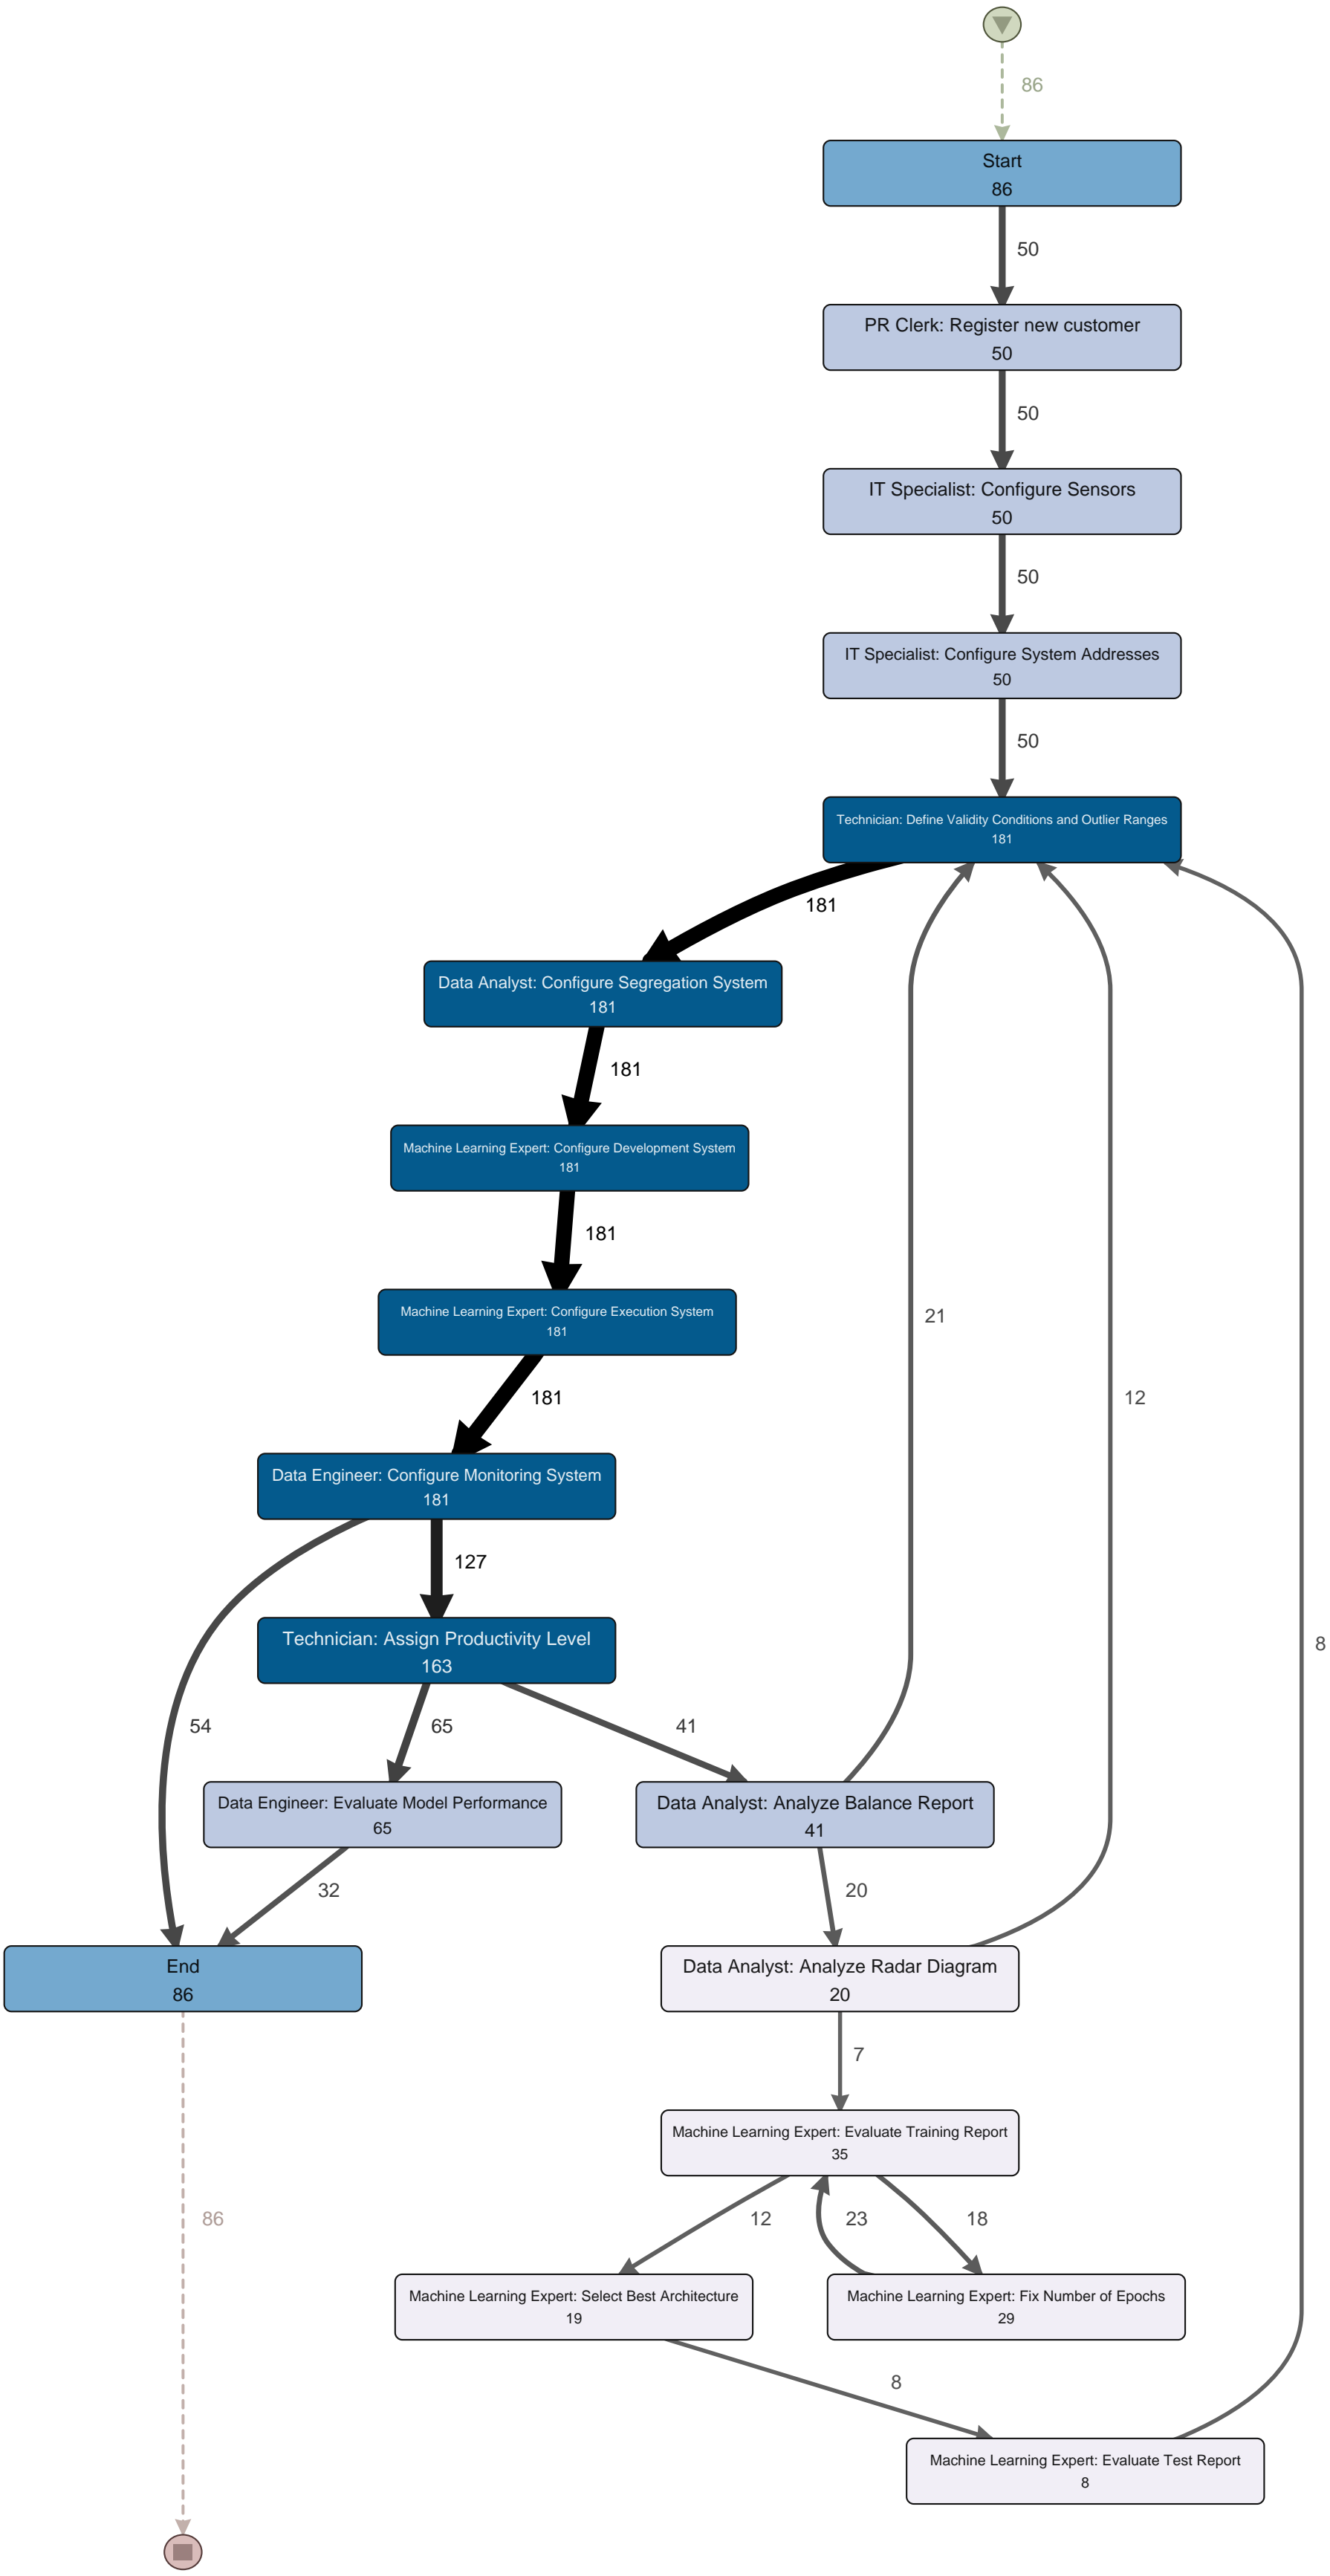 86
Start
86
50
PR Clerk: Register new customer
50
50
IT Specialist: Configure Sensors
50
50
IT Specialist: Configure System Addresses
50
50
Technician: Define Validity Conditions and Outlier Ranges
181
181
Data Analyst: Configure Segregation System
181
181
Machine Learning Expert: Configure Development System
181
181
Machine Learning Expert: Configure Execution System
181
21
181
12
Data Engineer: Configure Monitoring System
181
127
Technician: Assign Productivity Level
163
8
54
65
41
Data Engineer: Evaluate Model Performance
65
Data Analyst: Analyze Balance Report
41
32
20
End
86
Data Analyst: Analyze Radar Diagram
20
7
Machine Learning Expert: Evaluate Training Report
35
86
12
23
18
Machine Learning Expert: Select Best Architecture
19
Machine Learning Expert: Fix Number of Epochs
29
8
Machine Learning Expert: Evaluate Test Report
8